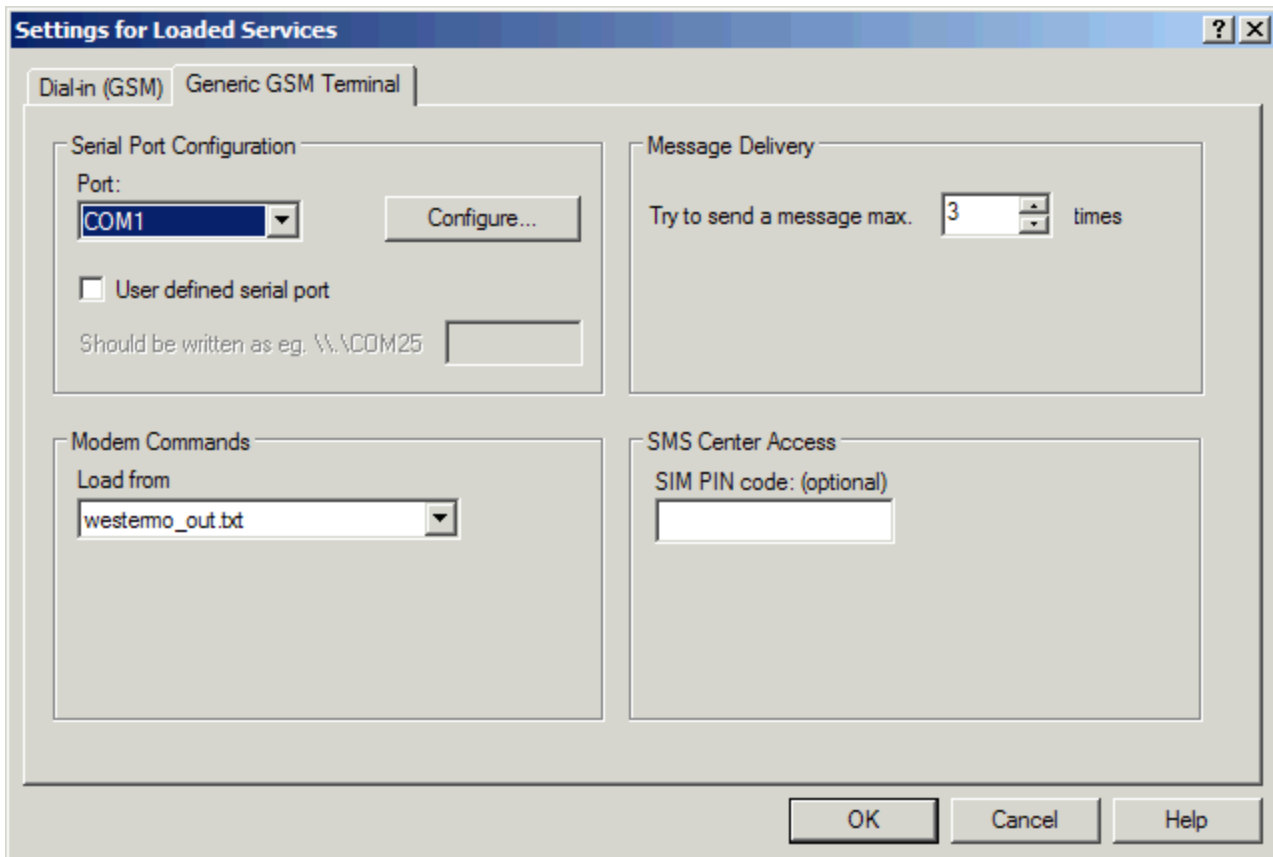 Settings for Loaded Services
Dial-in (GSM)
Generic GSM Terminal
Serial Port Configuration
Port:
COM1
Configure...
User defined serial port
Should be written as eg. \\.\COM25
Message Delivery
Try to send a message max. 3 times
Modem Commands
Load from
westermo_out.txt
SMS Center Access
SIM PIN code: (optional)
OK
Cancel
Help